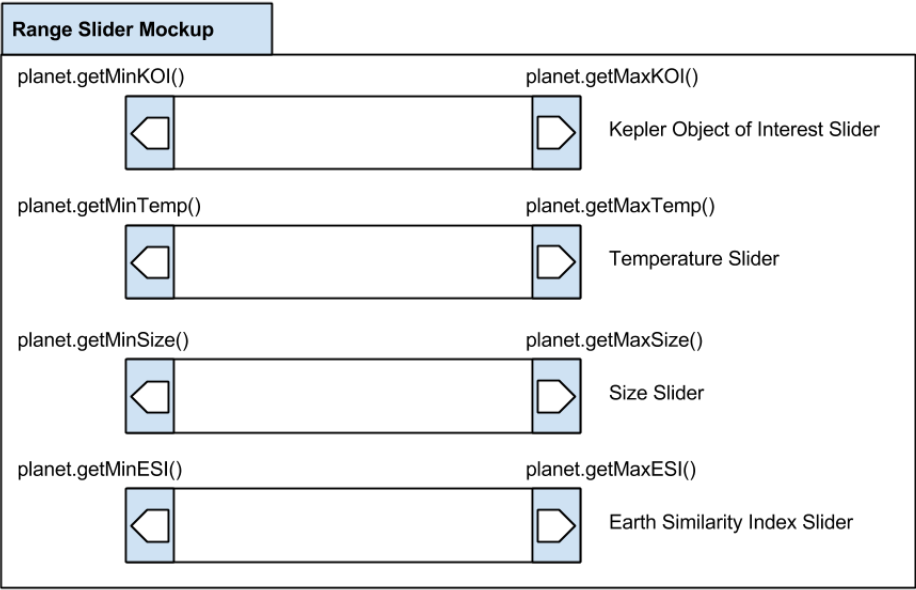 Range Slider Mockup
planet.getMinKOI()
planet.getMaxKOI()
Kepler Object of Interest Slider
planet.getMinTemp()
planet.getMaxTemp()
Temperature Slider
planet.getMinSize()
planet.getMaxSize()
Size Slider
planet.getMinESI()
planet.getMaxESI()
Earth Similarity Index Slider